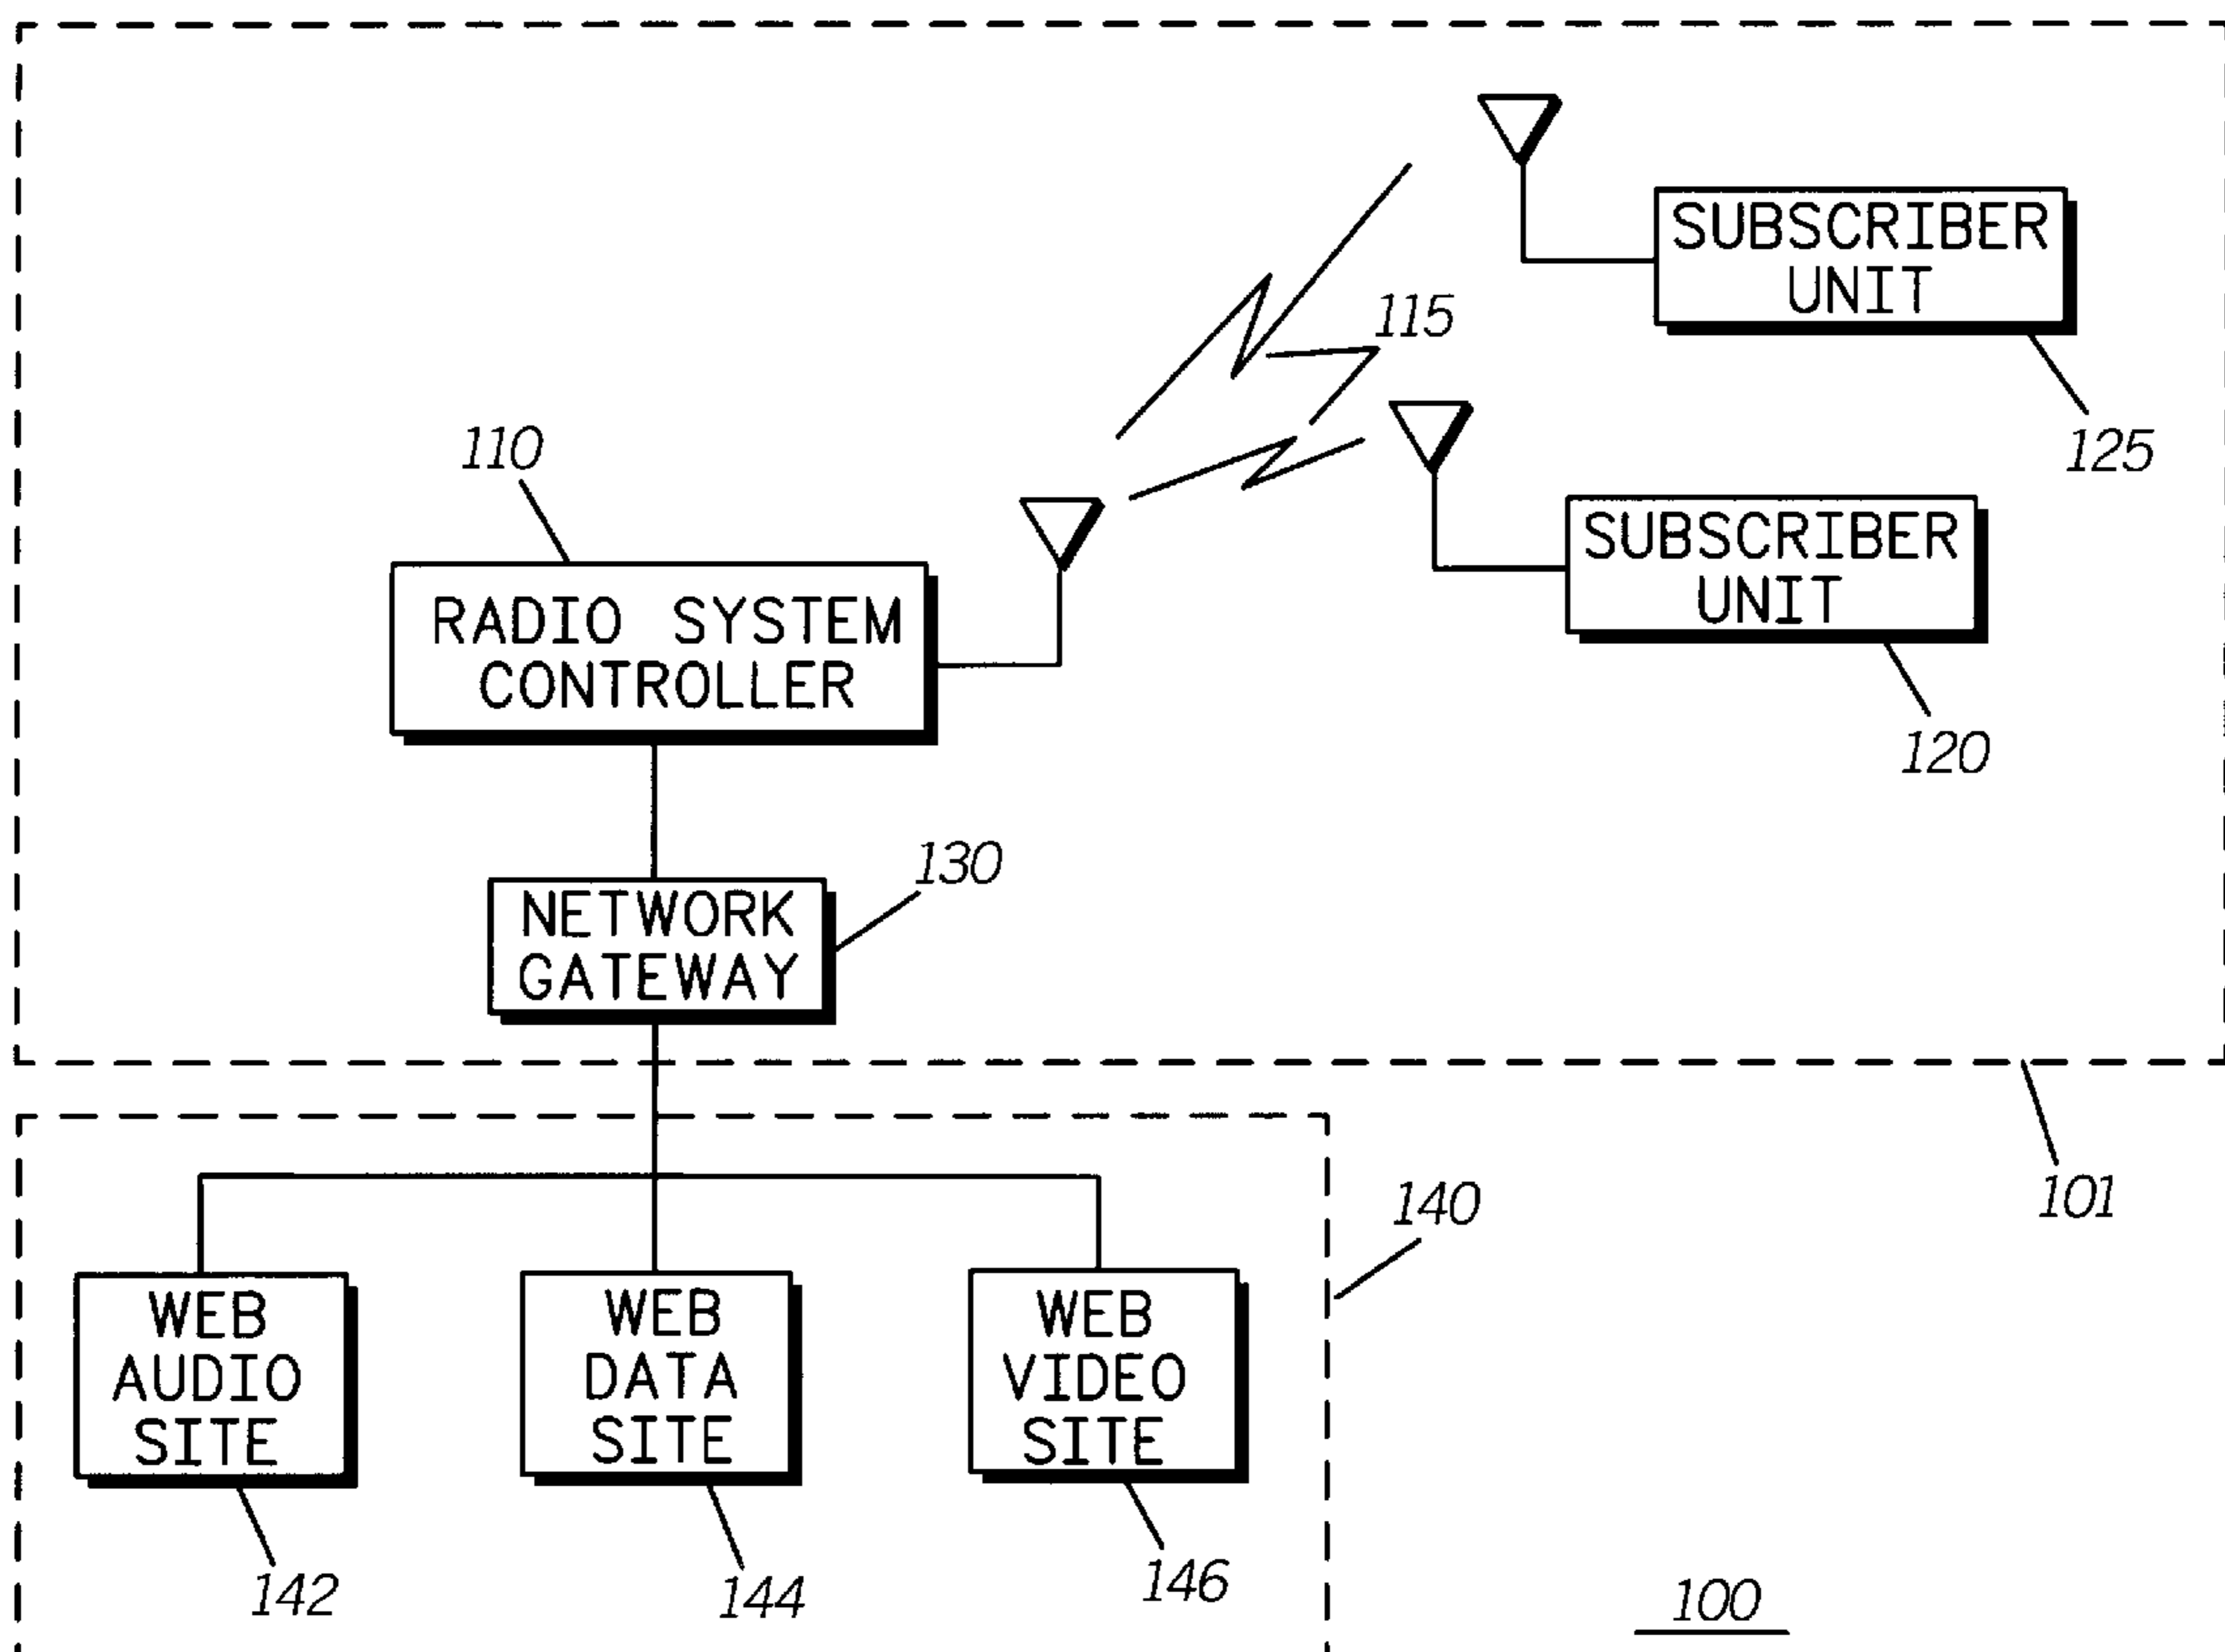 SUBSCRIBER
UNIT
115
125
110
SUBSCRIBER
UNIT
RADIO SYSTEM
CONTROLLER
120
130
NETWORK
GATEWAY
101
140
WEB
AUDIO
SITE
WEB
DATA
SITE
WEB
VIDEO
SITE
142
144
146
100